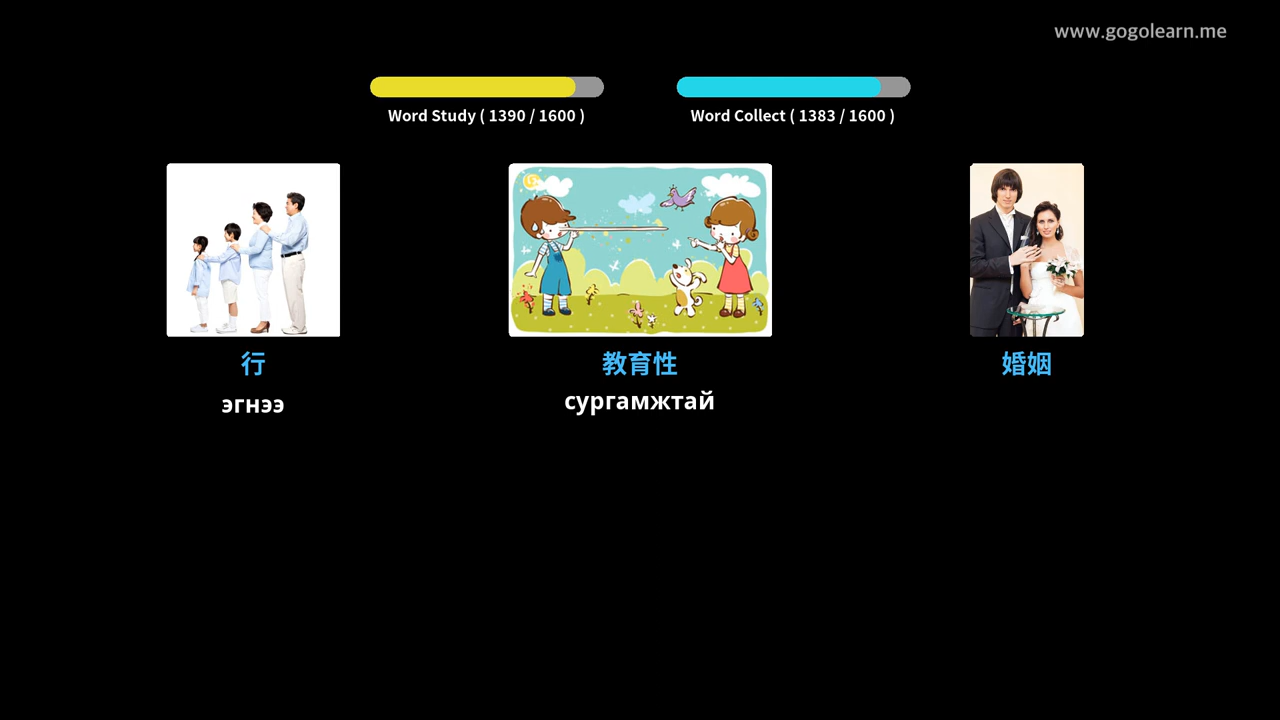 www.gogolearn.me
Word Study ( 1390 / 1600 )
Word Collect ( 1383 / 1600 )
行
教育性
婚姻
эгнээ
сургамжтай